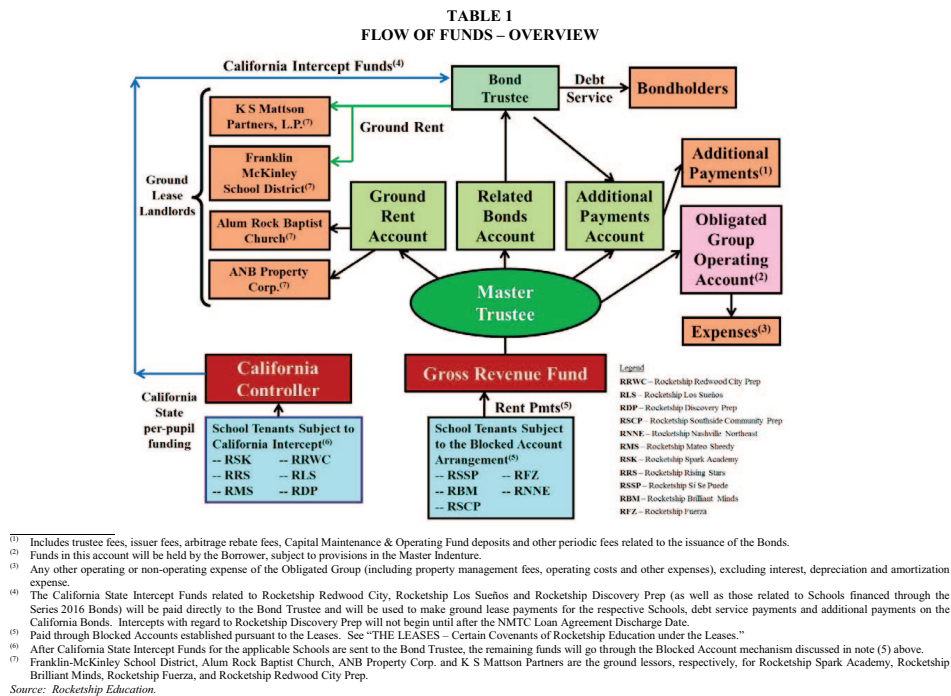 TABLE 1
FLOW OF FUNDS – OVERVIEW
California Intercept Funds(4)
Bond
Trustee
Debt
Service
Bondholders
K S Mattson
Partners, L.P.(7)
Ground Rent
Franklin
McKinley
School District(7)
Ground
Lease
Landlords
Alum Rock Baptist
Church(7)
ANB Property
Corp.(7)
Ground
Rent
Account
Related
Bonds
Account
Additional
Payments
Account
Additional
Payments(1)
Obligated
Group
Operating
Account(2)
Master
Trustee
Expenses(3)
California
Controller
Gross Revenue Fund
California
State
per-pupil
funding
Rent Pmts(5)
School Tenants Subject to
California Intercept(6)
-- RSK -- RRWC
-- RRS -- RLS
-- RMS -- RDP
School Tenants Subject
to the Blocked Account
Arrangement(5)
-- RSSP -- RFZ
-- RBM -- RNNE
-- RSCP
Legend
RRWC – Rocketship Redwood City Prep
RLS – Rocketship Los Sueños
RDP – Rocketship Discovery Prep
RSCP – Rocketship Southside Community Prep
RNNE – Rocketship Nashville Northeast
RMS – Rocketship Mateo Sheedy
RSK – Rocketship Spark Academy
RRS – Rocketship Rising Stars
RSSP – Rocketship Si Se Puede
RBM – Rocketship Brilliant Minds
RFZ – Rocketship Fuerza
(1) Includes trustee fees, issuer fees, arbitrage rebate fees, Capital Maintenance & Operating Fund deposits and other periodic fees related to the issuance of the Bonds.
(2) Funds in this account will be held by the Borrower, subject to provisions in the Master Indenture.
(3) Any other operating or non-operating expense of the Obligated Group (including property management fees, operating costs and other expenses), excluding interest, depreciation and amortization
expense.
(4) The California State Intercept Funds related to Rocketship Redwood City, Rocketship Los Sueños and Rocketship Discovery Prep (as well as those related to Schools financed through the
Series 2016 Bonds) will be paid directly to the Bond Trustee and will be used to make ground lease payments for the respective Schools, debt service payments and additional payments on the
California Bonds. Intercepts with regard to Rocketship Discovery Prep will not begin until after the NMTC Loan Agreement Discharge Date.
(5) Paid through Blocked Accounts established pursuant to the Leases. See “THE LEASES – Certain Covenants of Rocketship Education under the Leases.”
(6) After California State Intercept Funds for the applicable Schools are sent to the Bond Trustee, the remaining funds will go through the Blocked Account mechanism discussed in note (5) above.
(7) Franklin-McKinley School District, Alum Rock Baptist Church, ANB Property Corp. and K S Mattson Partners are the ground lessors, respectively, for Rocketship Spark Academy, Rocketship
Brilliant Minds, Rocketship Fuerza, and Rocketship Redwood City Prep.
Source: Rocketship Education.